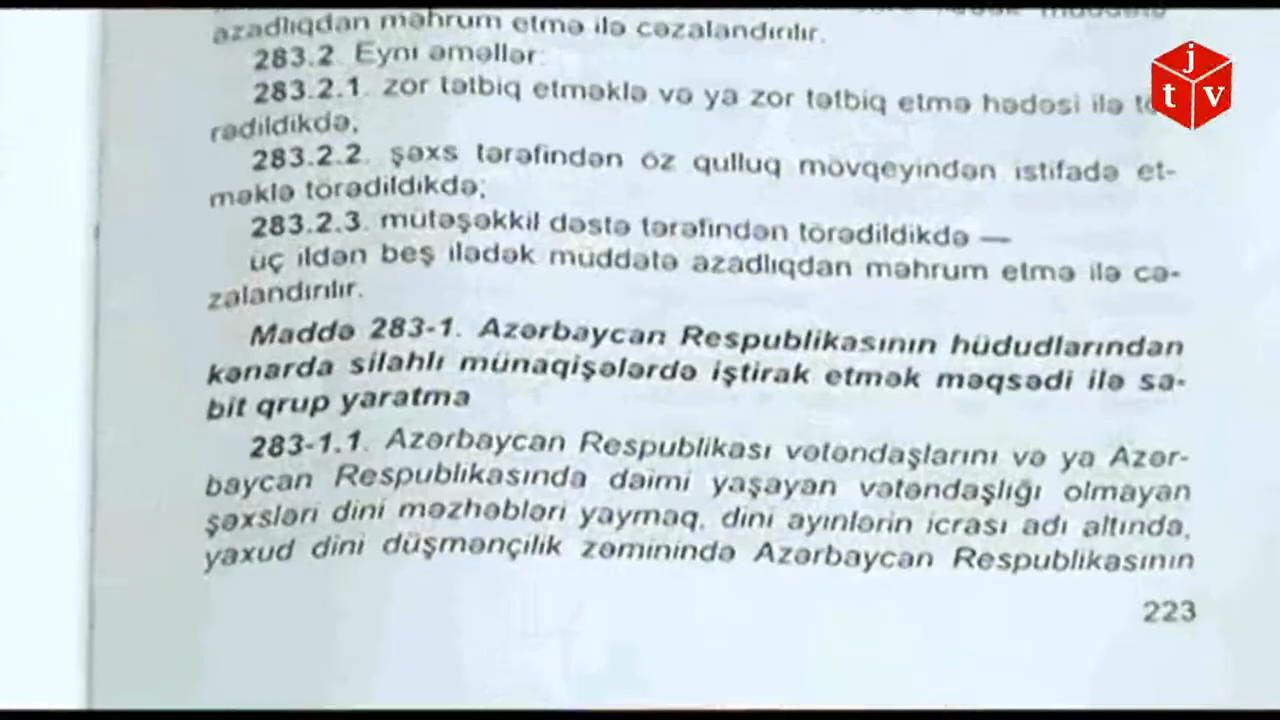 azadlıqdan məhrum etmə ilə cəzalandırılır.
283.2. Eyni əməllər:
283.2.1. zor tətbiq etməklə və ya zor tətbiq etmə hədəsi ilə
rədildikdə;
283.2.2. şəxs tərəfindən öz qulluq mövqeyindən istifadə et-
məklə törədildikdə;
283.2.3. mütəşəkkil dəstə tərəfindən törədildikdə —
üç ildən beş ilədək müddətə azadlıqdan məhrum etmə ilə cə-
zalandırılır.
Maddə 283-1. Azərbaycan Respublikasının hüdudlarından
kənarda silahlı münaqişələrdə iştirak etmək məqsədi ilə sa-
bit qrup yaratma
283-1.1. Azərbaycan Respublikası vətəndaşlarını və ya Azər-
baycan Respublikasında daimi yaşayan vətəndaşlığı olmayan
şəxsləri dini məzhəbləri yaymaq, dini ayinlərin icrası adı altında,
yaxud dini düşmənçilik zəminində Azərbaycan Respublikasının
223
j
t v